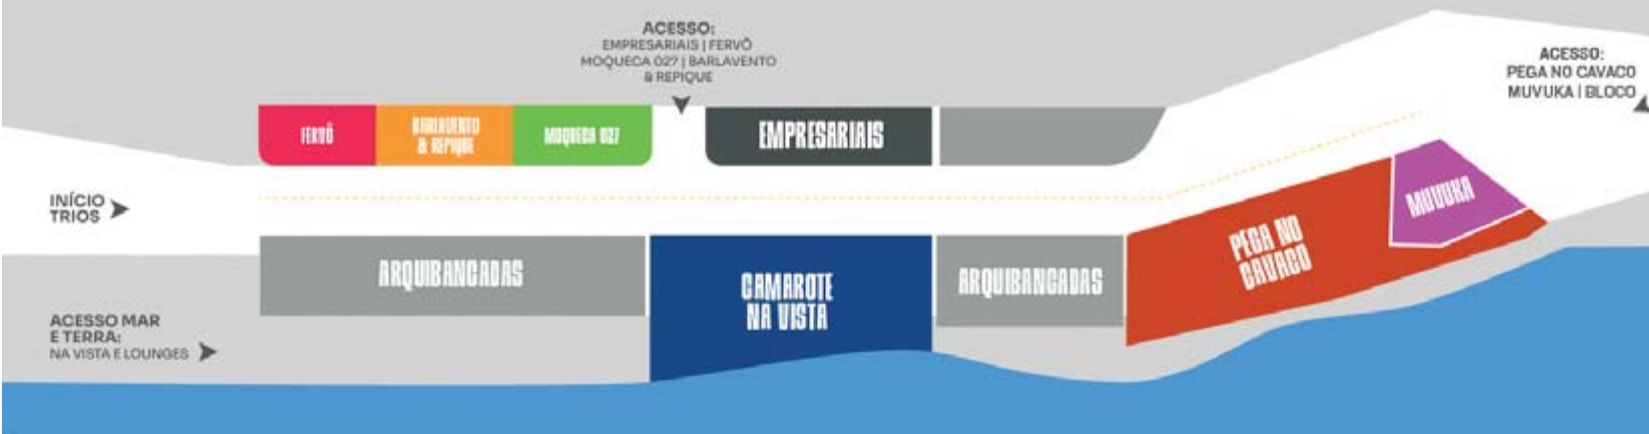 ACESSO:
EMPRESARIAIS | FERVÔ
MOQUECA 027 | BARLAVENTO
& REPIQUE
ACESSO:
PEGA NO CAVACO
MUVUKA | BLOCO
FERVÔ
BARLAVENTO
& REPIQUE
MOQUECA 027
EMPRESARIAIS
INÍCIO
TRIOS
MUVUKA
PEGA NO
CAVACO
ARQUIBANCADAS
CAMAROTE
NA VISTA
ARQUIBANCADAS
ACESSO MAR
E TERRA:
NA VISTA E LOUNGES